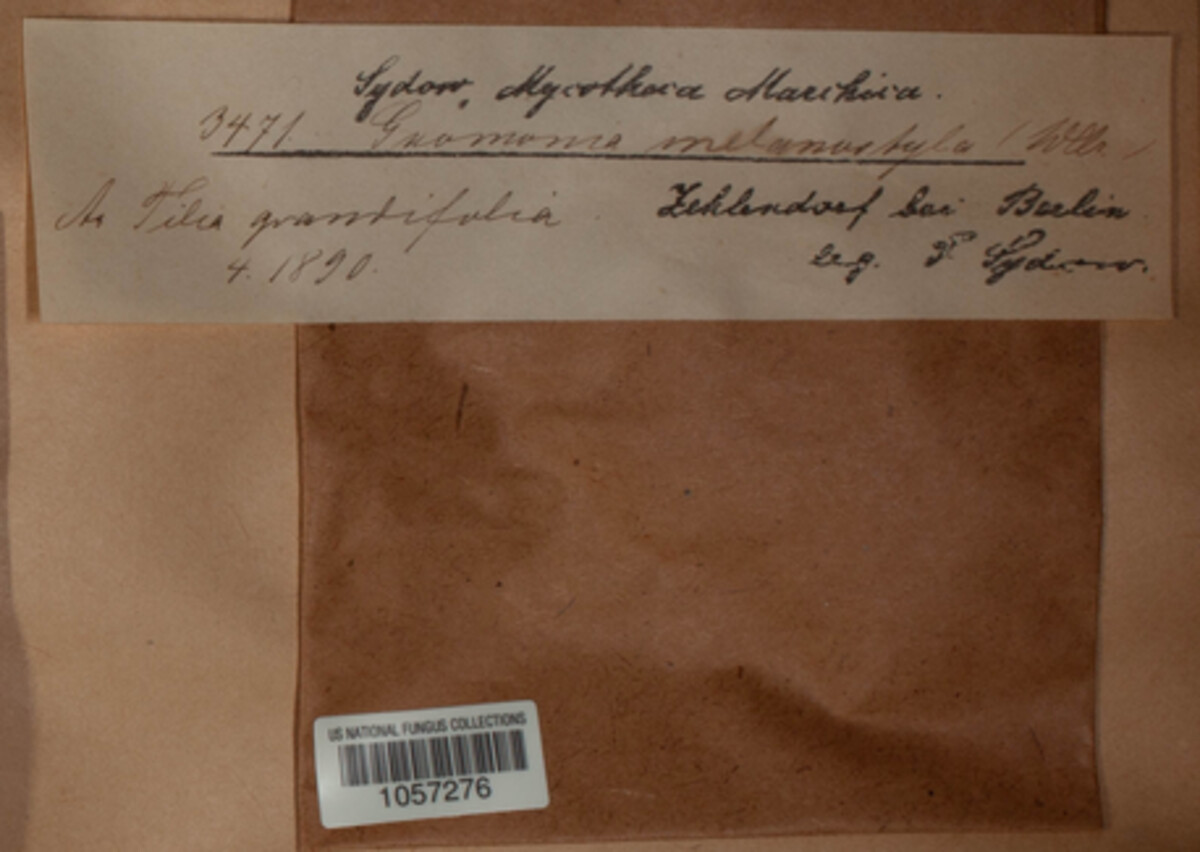 Sydow, Mycotheca Marchica.
3471. Gnomonia melanostyla (Wllr.)
An Tilia grandifolia. Zehlendorf bei Berlin
4. 1890. leg. P. Sydow.
US NATIONAL FUNGUS COLLECTIONS
1057276